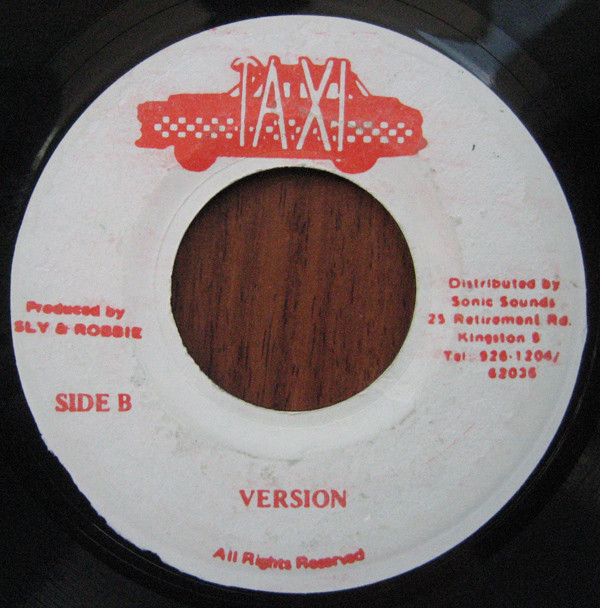 TAXI
Produced by
SLY & ROBBIE
Distributed by
Sonic Sounds
25 Retirement Rd.
Kingston 5
Tel: 926-1204/
62036
SIDE B
VERSION
All Rights Reserved